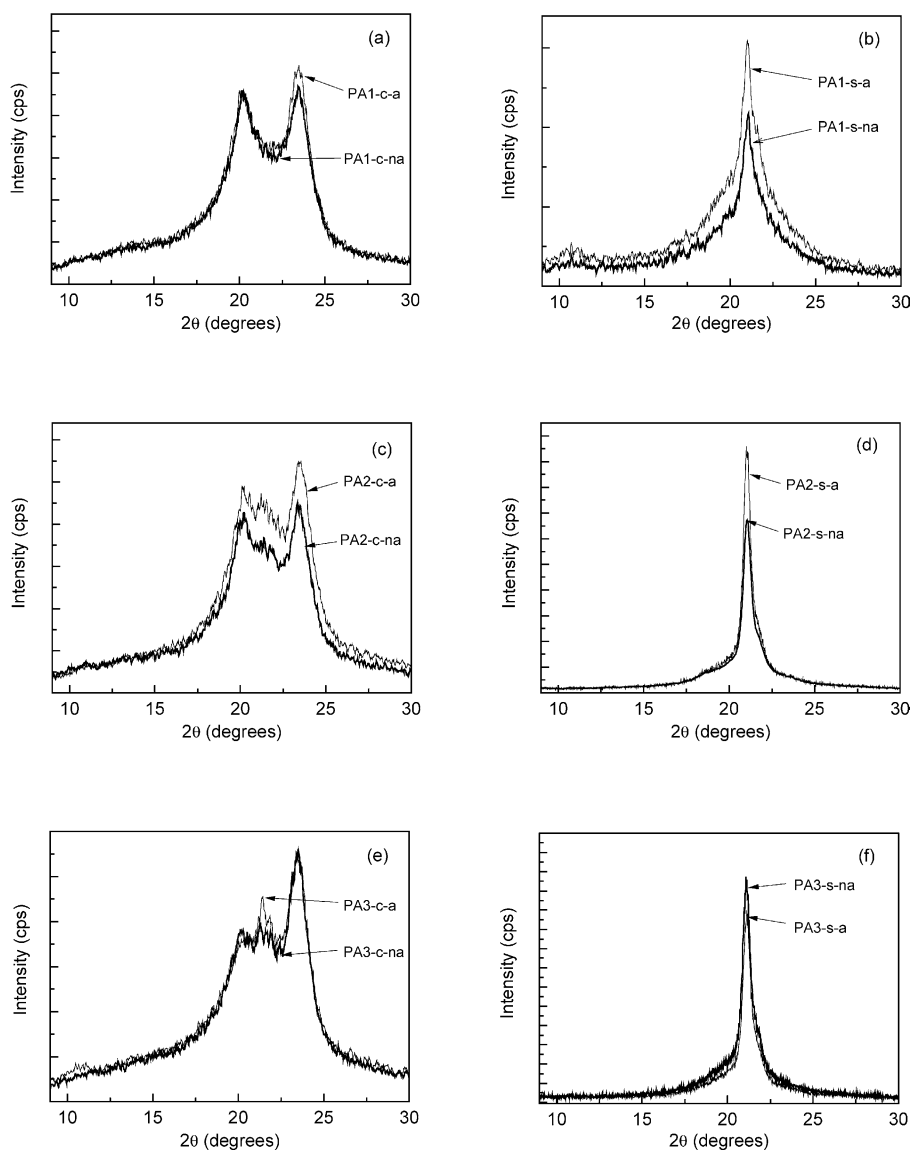 (a)
PA1-c-a
PA1-c-na
Intensity (cps)
10 15 20 25 30
2θ (degrees)
(b)
PA1-s-a
PA1-s-na
Intensity (cps)
10 15 20 25 30
2θ (degrees)
(c)
PA2-c-a
PA2-c-na
Intensity (cps)
10 15 20 25 30
2θ (degrees)
(d)
PA2-s-a
PA2-s-na
Intensity (cps)
10 15 20 25 30
2θ (degrees)
(e)
PA3-c-a
PA3-c-na
Intensity (cps)
10 15 20 25 30
2θ (degrees)
(f)
PA3-s-na
PA3-s-a
Intensity (cps)
10 15 20 25 30
2θ (degrees)